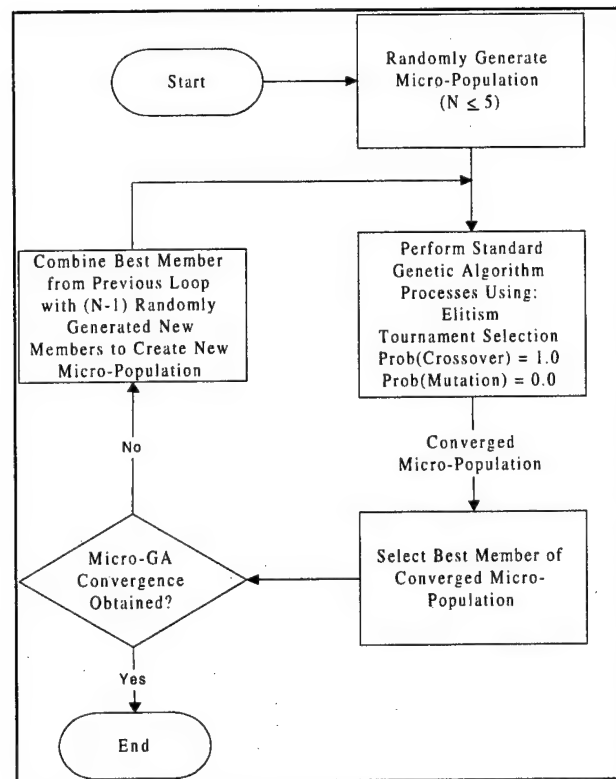 Start
Randomly Generate
Micro-Population
(N ≤ 5)
Combine Best Member
from Previous Loop
with (N-1) Randomly
Generated New
Members to Create New
Micro-Population
Perform Standard
Genetic Algorithm
Processes Using:
Elitism
Tournament Selection
Prob(Crossover) = 1.0
Prob(Mutation) = 0.0
Converged
Micro-Population
No
Micro-GA
Convergence
Obtained?
Select Best Member of
Converged Micro-
Population
Yes
End